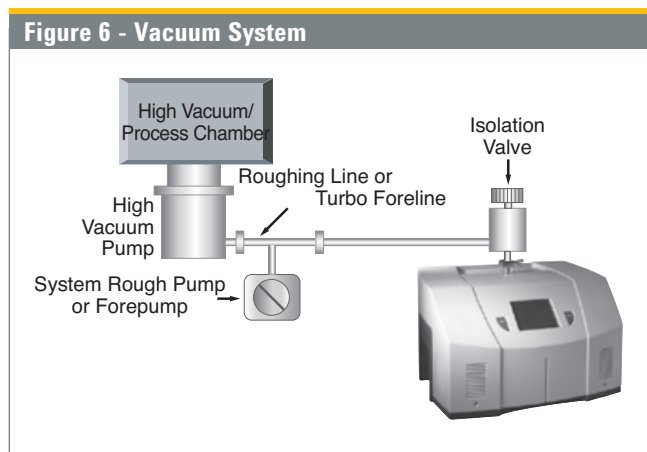 Figure 6 - Vacuum System
High Vacuum/
Process Chamber
Isolation
Valve
Roughing Line or
Turbo Foreline
High
Vacuum
Pump
System Rough Pump
or Forepump